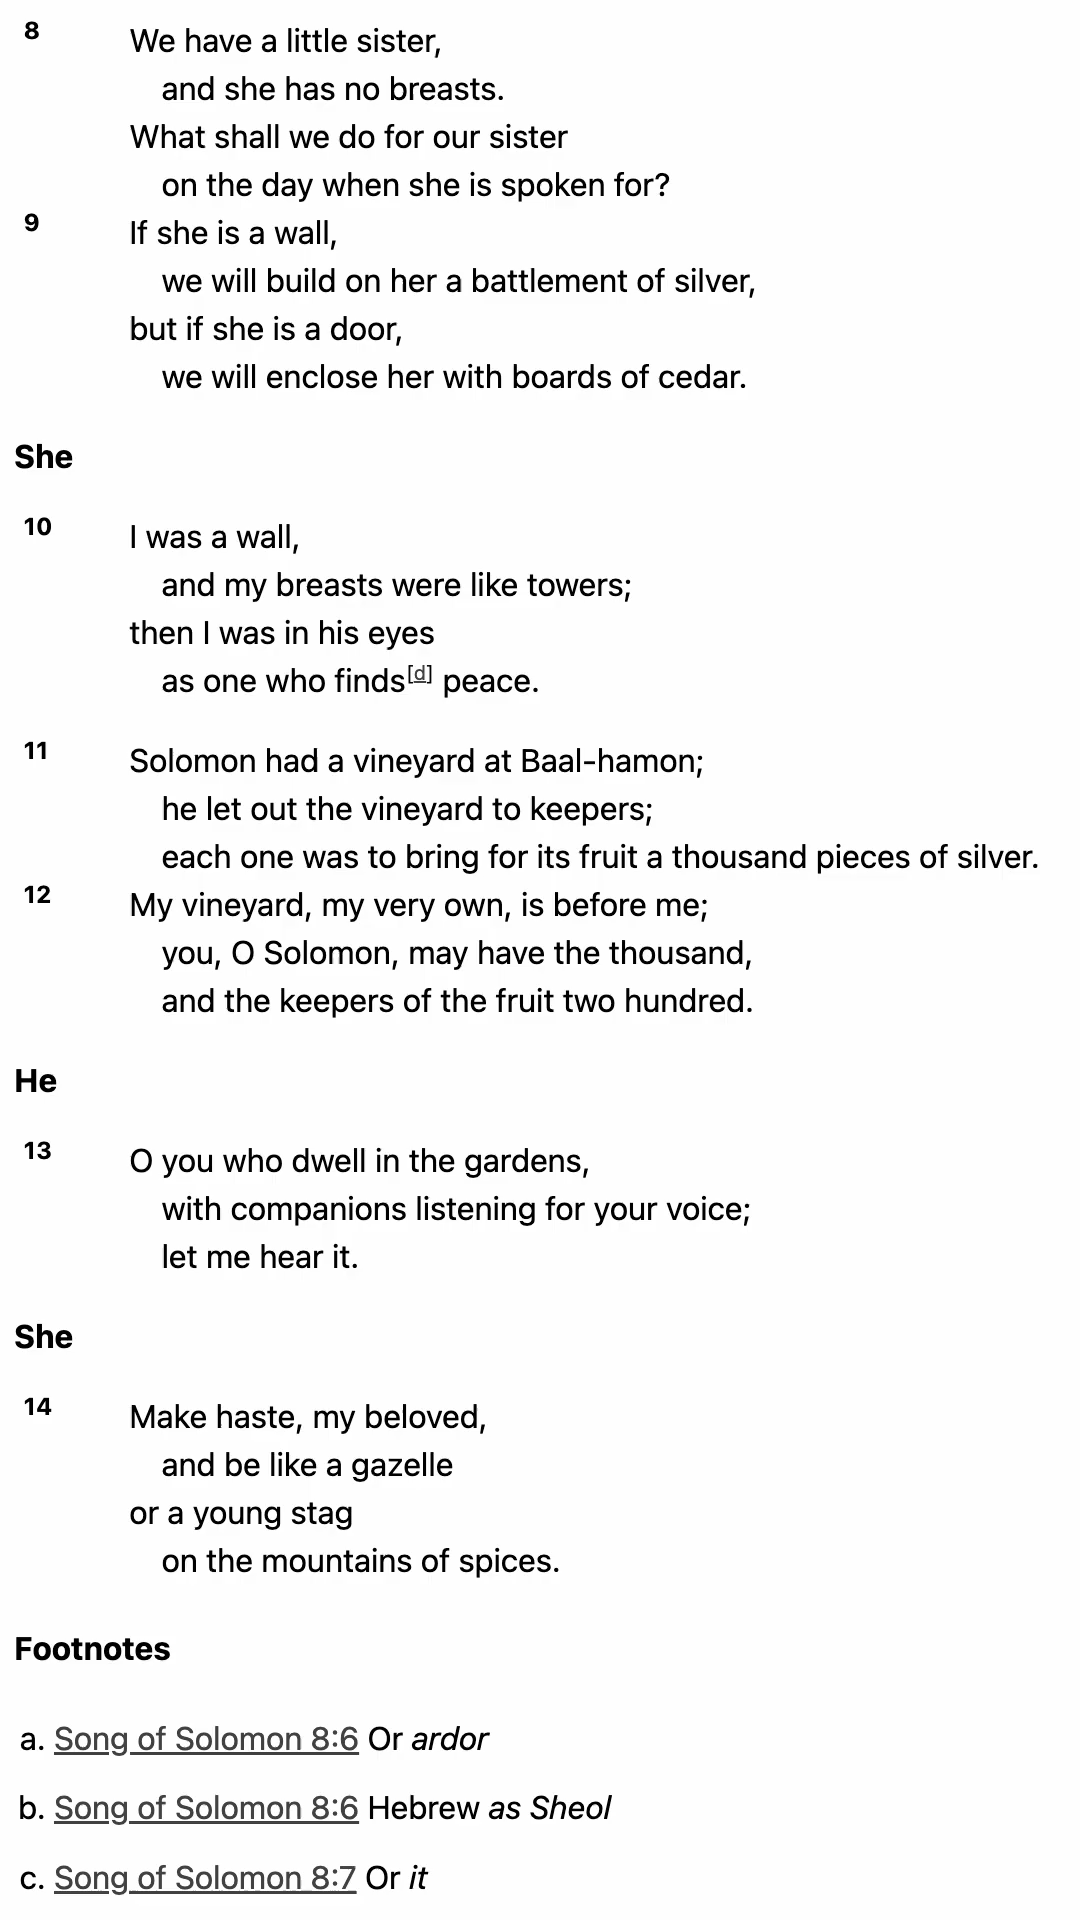 8 We have a little sister,
and she has no breasts.
What shall we do for our sister
on the day when she is spoken for?
9 If she is a wall,
we will build on her a battlement of silver,
but if she is a door,
we will enclose her with boards of cedar.
She
10 I was a wall,
and my breasts were like towers;
then I was in his eyes
as one who finds[d] peace.
11 Solomon had a vineyard at Baal-hamon;
he let out the vineyard to keepers;
each one was to bring for its fruit a thousand pieces of silver.
12 My vineyard, my very own, is before me;
you, O Solomon, may have the thousand,
and the keepers of the fruit two hundred.
He
13 O you who dwell in the gardens,
with companions listening for your voice;
let me hear it.
She
14 Make haste, my beloved,
and be like a gazelle
or a young stag
on the mountains of spices.
Footnotes
a. Song of Solomon 8:6 Or ardor
b. Song of Solomon 8:6 Hebrew as Sheol
c. Song of Solomon 8:7 Or it